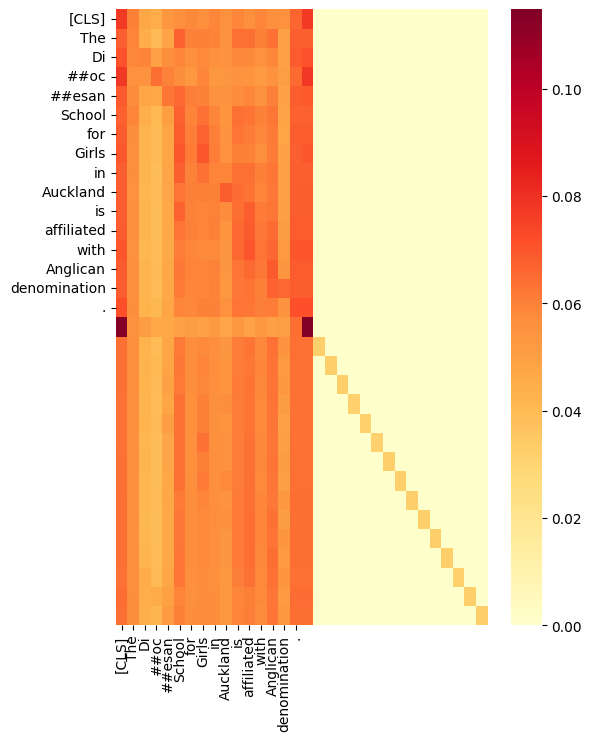 [CLS]
The
Di
##oc
##esan
School
for
Girls
in
Auckland
is
affiliated
with
Anglican
denomination
.
[CLS]
The
Di
##oc
##esan
School
for
Girls
in
Auckland
is
affiliated
with
Anglican
denomination
.
0.10
0.08
0.06
0.04
0.02
0.00